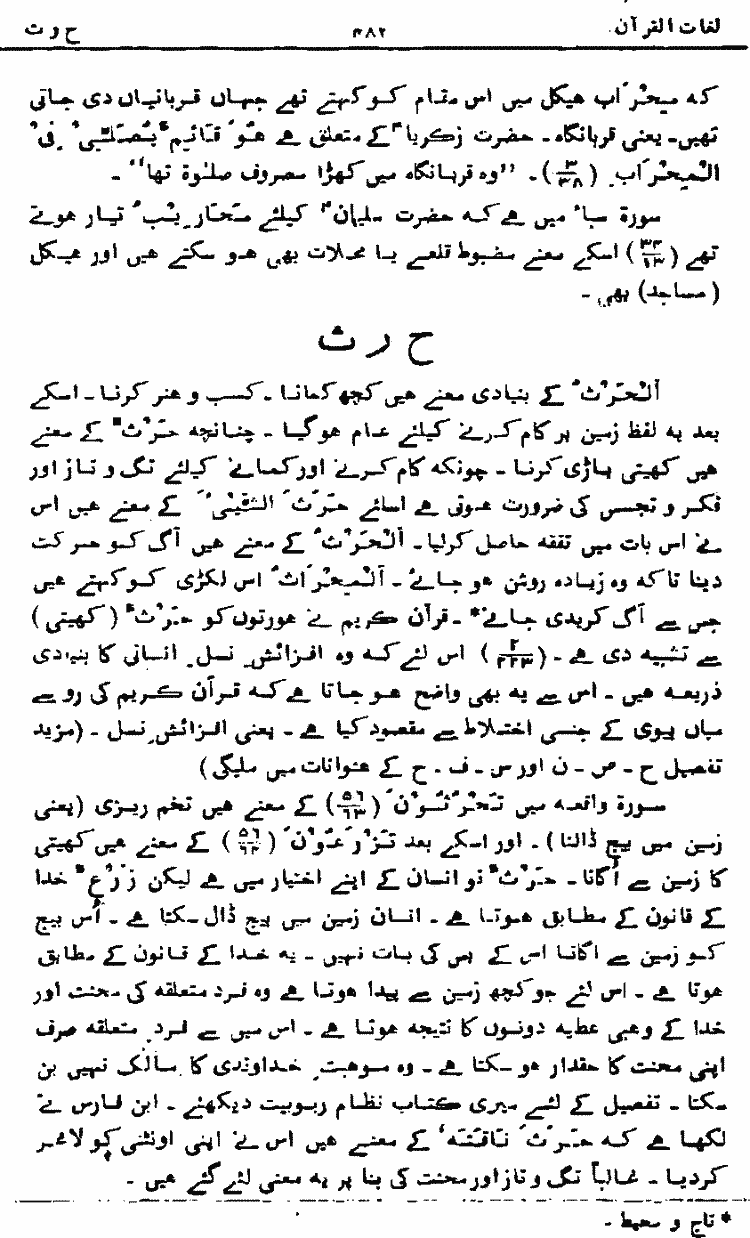 لغات القرآن ۴۸۲ ح ر ث
کہ مِحْرَاب ھیکل میں اس مقام کو کہتے تھے جہاں قربانیاں دی جاتی
تھیں۔ یعنی قربانگاہ۔ حضرت زکریاؑ کے متعلق ہے ھُوَ قَائِمٌ یُّصَلِّیْ فِی
الْمِحْرَابِ (۳/۳۸)۔ ’’وہ قربانگاہ میں کھڑا مصروف صلٰوۃ تھا‘‘۔
سورۃ سبا میں ہے کہ حضرت سلیمانؑ کیلئے مَحَارِیْبُ تیار ہوتے
تھے (۳۴/۱۳) اسکے معنے مضبوط قلعے یا محلات بھی ہو سکتے ہیں اور ھیکل
(مساجد) بھی۔
ح ر ث
اَلْحَرْثُ کے بنیادی معنے ہیں کچھ کمانا۔ کسب و ہنر کرنا۔ اسکے
بعد یہ لفظ زمین پر کام کرنے کیلئے عام ہوگیا۔ چنانچہ حَرْثٌ کے معنے
ہیں کھیتی باڑی کرنا۔ چونکہ کام کرنے اور کمانے کیلئے تگ و تاز اور
فکر و تجسس کی ضرورت ہوتی ہے اسلئے حَرَثَ الشَّیْءَ کے معنے ہیں اس
نے اس بات میں تفقہ حاصل کرلیا۔ اَلْحَرْثُ کے معنے ہیں آگ کو حرکت
دینا تاکہ وہ زیادہ روشن ہو جائے۔ اَلْمِحْرَاثُ اس لکڑی کو کہتے ہیں
جس سے آگ کریدی جائے*۔ قرآن کریم نے عورتوں کو حَرْثٌ (کھیتی)
سے تشبیہ دی ہے۔ (۲/۲۲۳) اس لئے کہ وہ افزائشِ نسلِ انسانی کا بنیادی
ذریعہ ہیں۔ اس سے یہ بھی واضح ہو جاتا ہے کہ قرآن کریم کی رو سے
میاں بیوی کے جنسی اختلاط سے مقصود کیا ہے۔ یعنی افزائشِ نسل۔ (مزید
تفصیل ح۔ ص۔ ن اور س۔ ف۔ ح کے عنوانات میں ملیگی)
سورۃ واقعہ میں تَحْرُثُوْنَ (۵۶/۶۳) کے معنے ہیں تخم ریزی (یعنی
زمین میں بیج ڈالنا)۔ اور اسکے بعد تَزْرَعُوْنَ (۵۶/۶۴) کے معنے ہیں کھیتی
کا زمین سے اُگانا۔ حَرْثٌ تو انسان کے اپنے اختیار میں ہے لیکن زَرْعٌ خدا
کے قانون کے مطابق ہوتا ہے۔ انسان زمین میں بیج ڈال سکتا ہے۔ اُس بیج
کو زمین سے اگانا اس کے بس کی بات نہیں۔ یہ خدا کے قانون کے مطابق
ہوتا ہے۔ اس لئے جو کچھ زمین سے پیدا ہوتا ہے وہ فرد متعلقہ کی محنت اور
خدا کے وہبی عطیہ دونوں کا نتیجہ ہوتا ہے۔ اس میں سے فردِ متعلقہ صرف
اپنی محنت کا حقدار ہو سکتا ہے۔ وہ موہبتِ خداوندی کا مالک نہیں بن
سکتا۔ تفصیل کے لئے میری کتاب نظام ربوبیت دیکھئے۔ ابن فارس نے
لکھا ہے کہ حَرَثَ نَاقَتَہٗ کے معنے ہیں اس نے اپنی اونٹنی کو لاغر
کردیا۔ غالباً تگ و تاز اور محنت کی بنا پر یہ معنی لئے گئے ہیں۔
* تاج و محیط۔